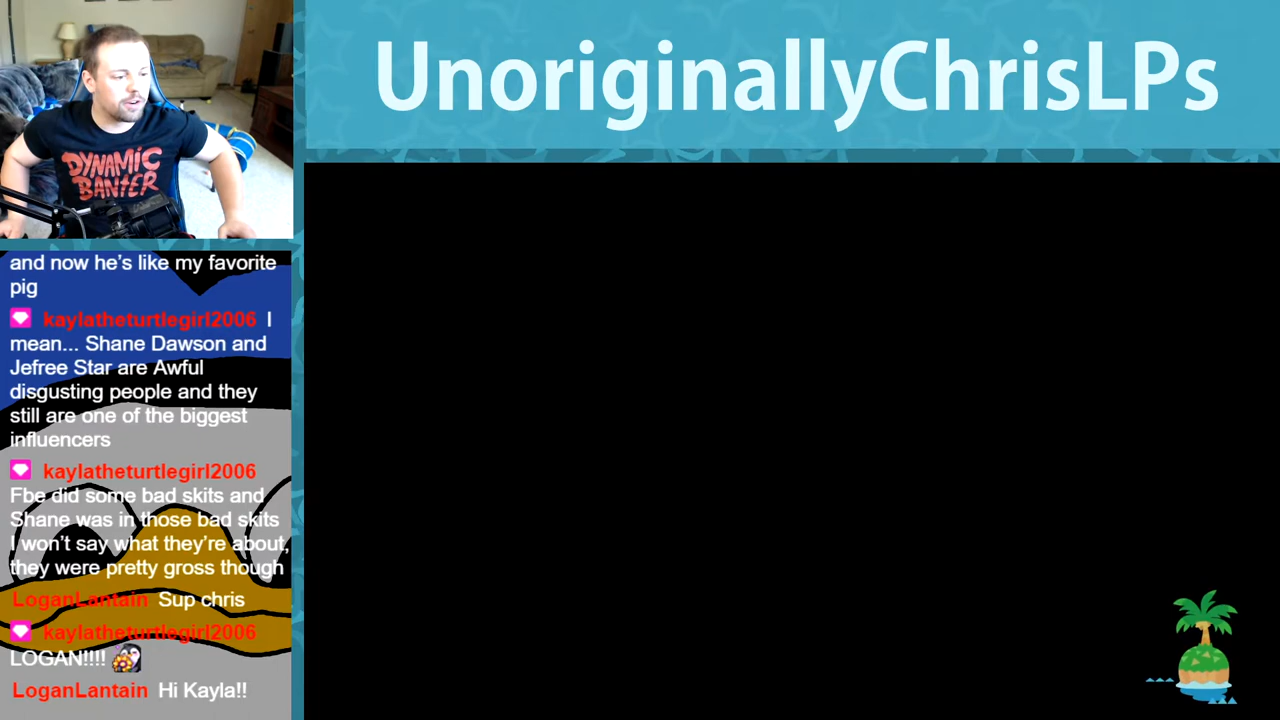 UnoriginallyChrisLPs
DYNAMIC
BANTER
and now he's like my favorite
pig
kaylatheturtlegirl2006 I
mean... Shane Dawson and
Jefree Star are Awful
disgusting people and they
still are one of the biggest
influencers
kaylatheturtlegirl2006
Fbe did some bad skits and
Shane was in those bad skits
I won't say what they're about,
they were pretty gross though
LoganLantain Sup chris
kaylatheturtlegirl2006
LOGAN!!!!
LoganLantain Hi Kayla!!